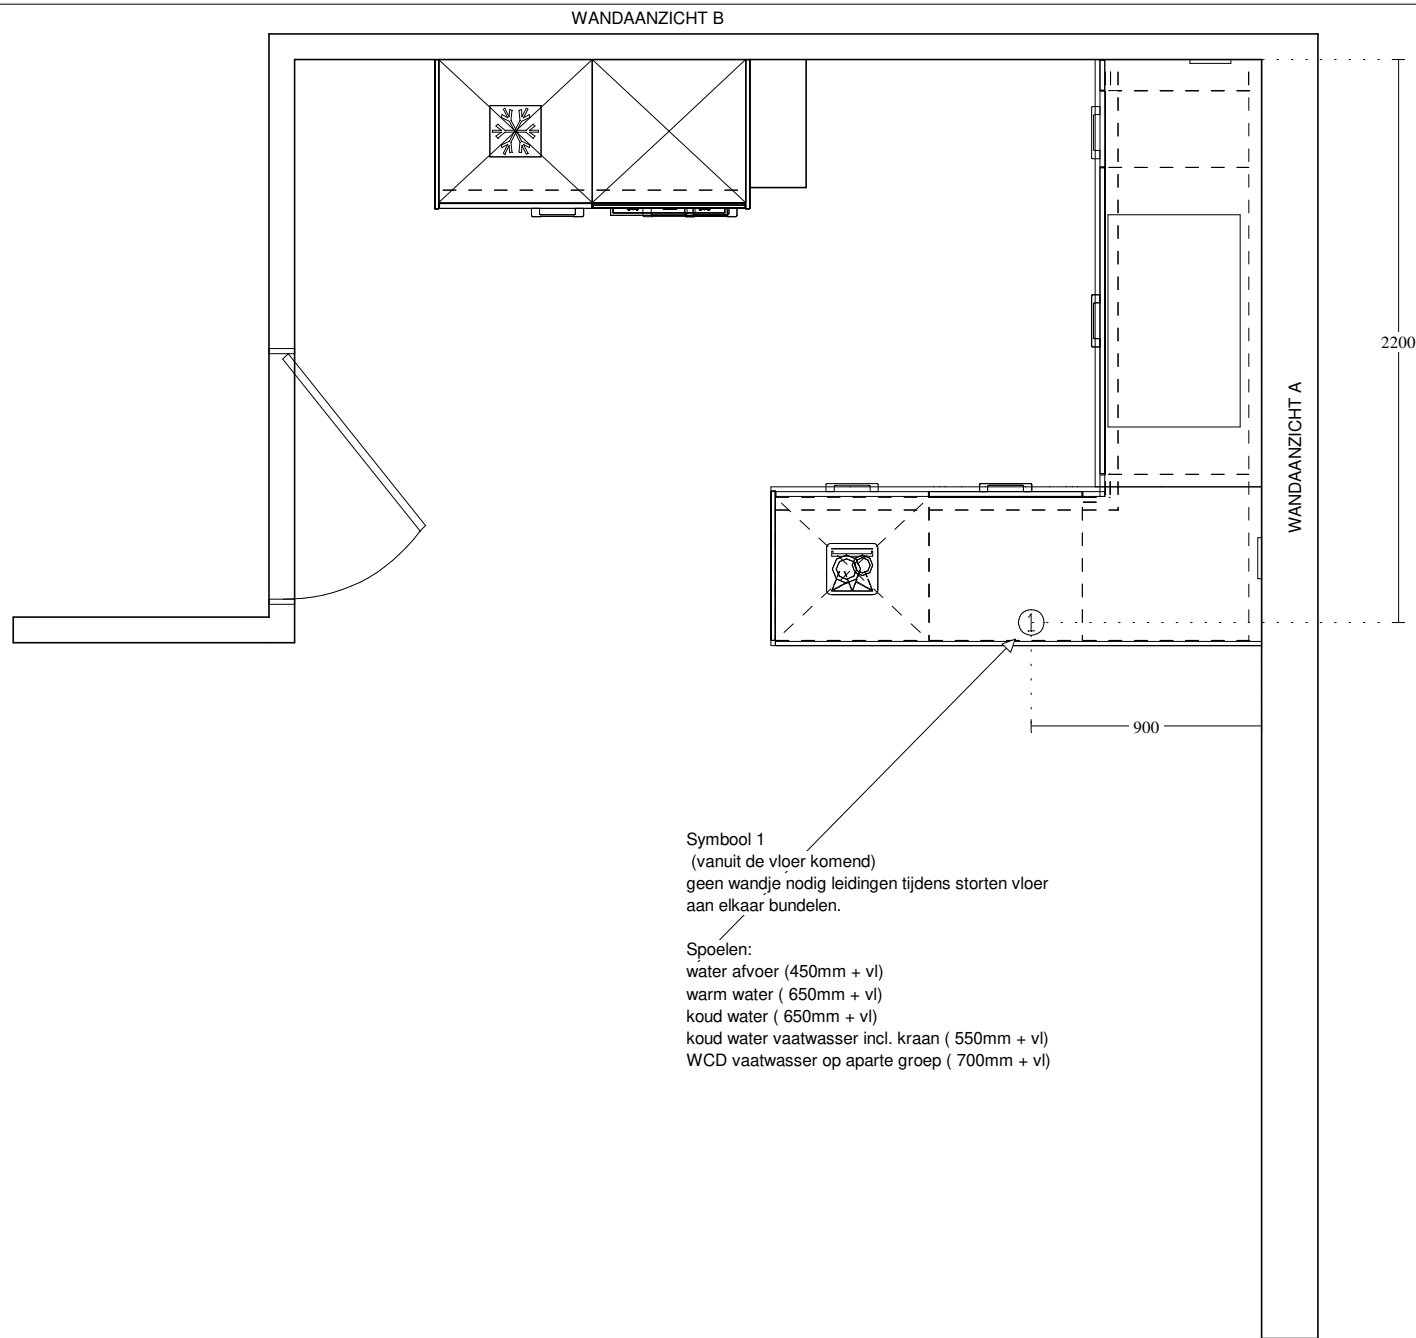 WANDAANZICHT B
2200
WANDAANZICHT A
1
900
Symbool 1
(vanuit de vloer komend)
geen wandje nodig leidingen tijdens storten vloer
aan elkaar bundelen.
Spoelen:
water afvoer (450mm + vl)
warm water ( 650mm + vl)
koud water ( 650mm + vl)
koud water vaatwasser incl. kraan ( 550mm + vl)
WCD vaatwasser op aparte groep ( 700mm + vl)